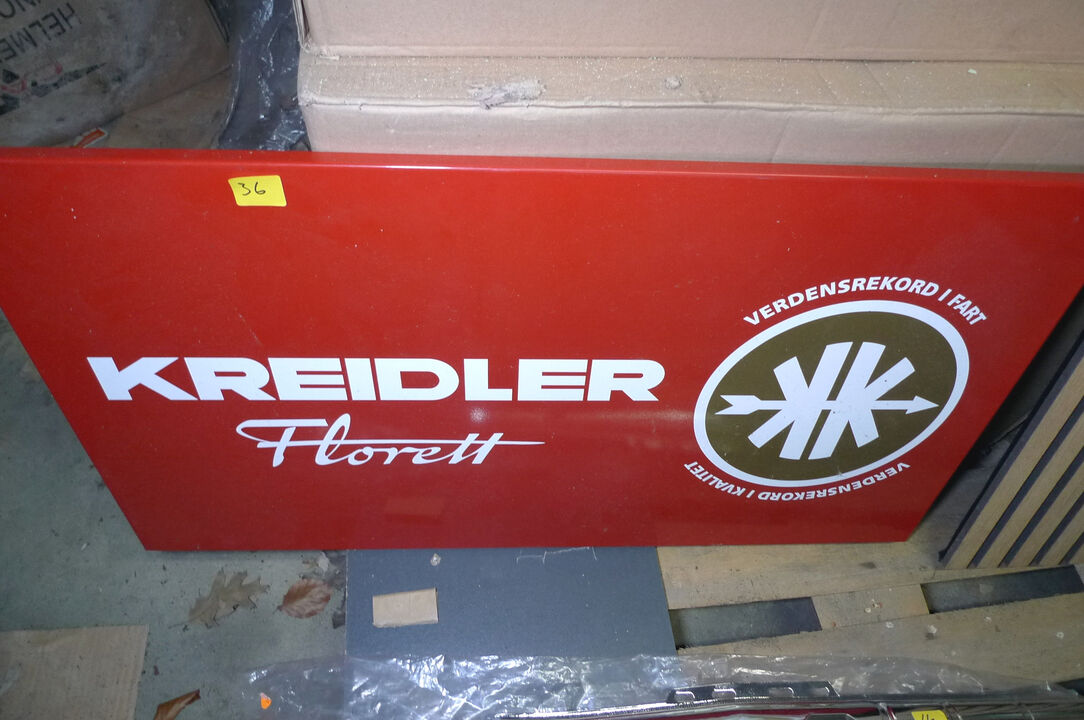 36
VERDENSREKORD I FART
KREIDLER
Florett
VERDENSREKORD I KVALITET